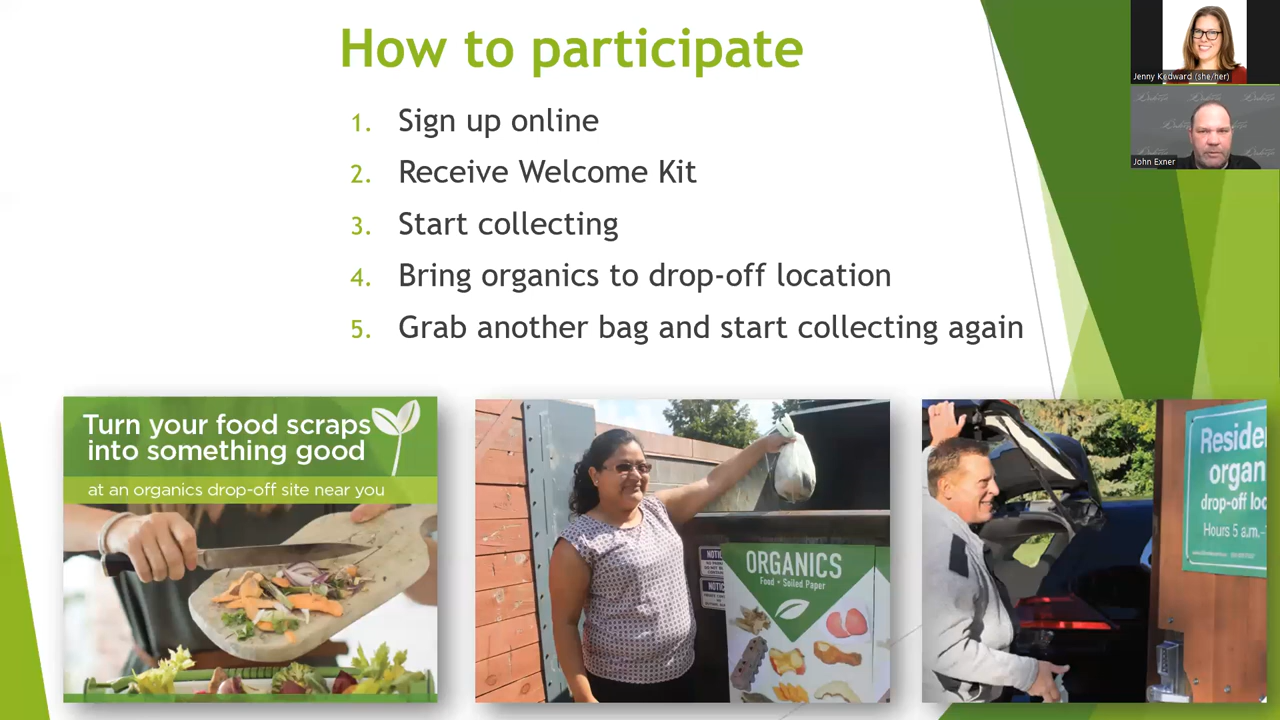 How to participate
1. Sign up online
2. Receive Welcome Kit
3. Start collecting
4. Bring organics to drop-off location
5. Grab another bag and start collecting again
Jenny Kedward (she/her)
John Exner
Turn your food scraps
into something good
at an organics drop-off site near you
NOTIC
NOTIC
ORGANICS
Food • Soiled Paper
Reside
organ
drop-off loc
Hours 5 a.m.-